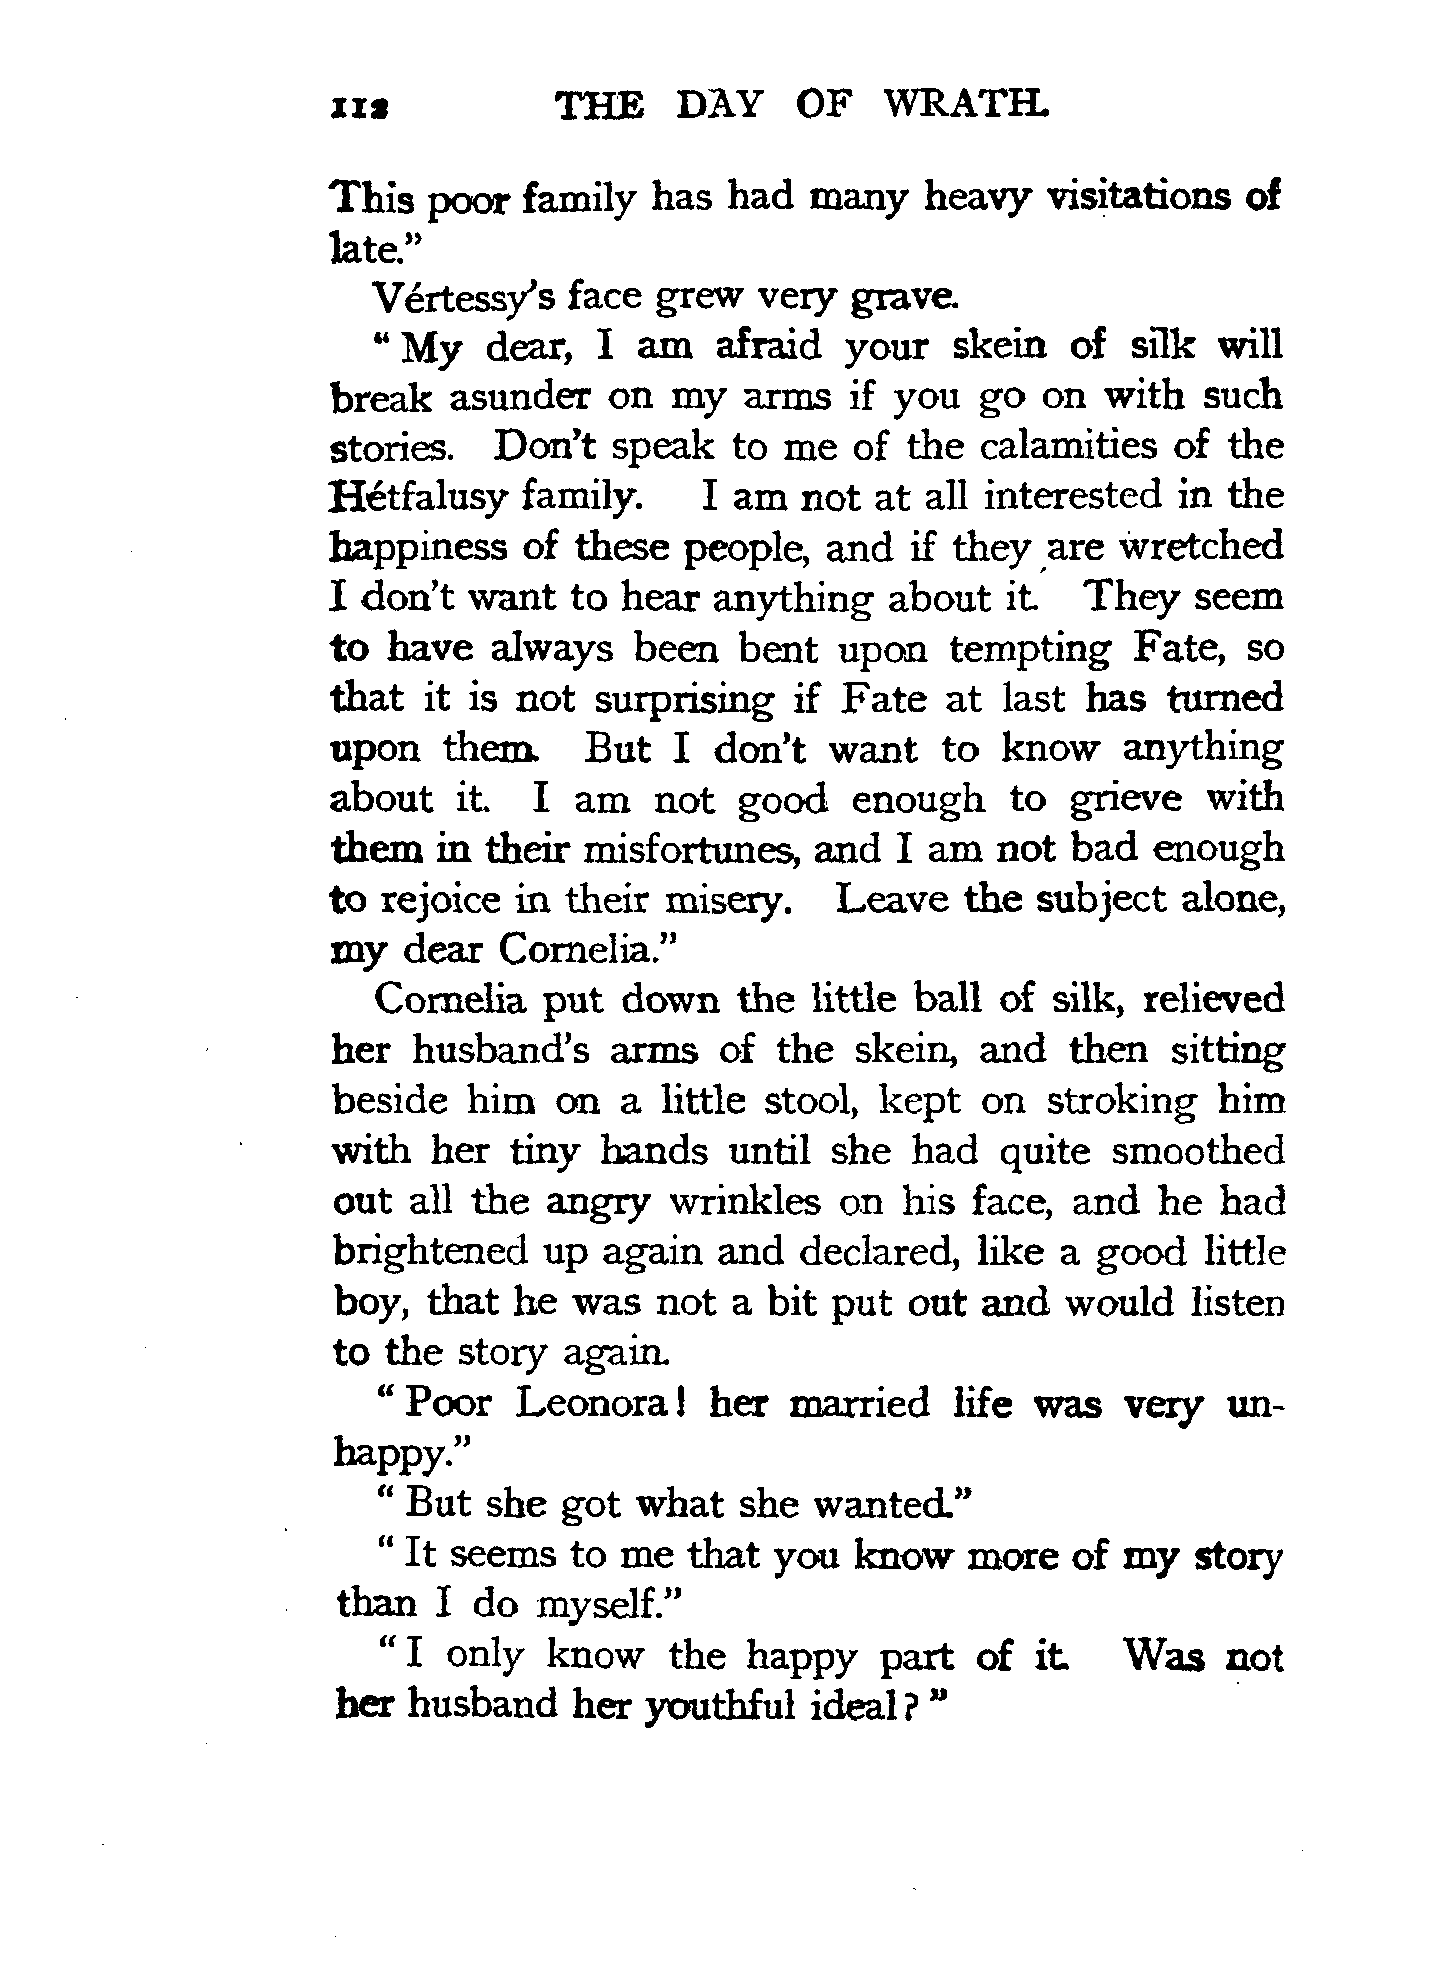 112 THE DAY OF WRATH.
This poor family has had many heavy visitations of
late."
Vértessy's face grew very grave.
" My dear, I am afraid your skein of silk will
break asunder on my arms if you go on with such
stories. Don't speak to me of the calamities of the
Hétfalusy family. I am not at all interested in the
happiness of these people, and if they are wretched
I don't want to hear anything about it. They seem
to have always been bent upon tempting Fate, so
that it is not surprising if Fate at last has turned
upon them. But I don't want to know anything
about it. I am not good enough to grieve with
them in their misfortunes, and I am not bad enough
to rejoice in their misery. Leave the subject alone,
my dear Cornelia."
Cornelia put down the little ball of silk, relieved
her husband's arms of the skein, and then sitting
beside him on a little stool, kept on stroking him
with her tiny hands until she had quite smoothed
out all the angry wrinkles on his face, and he had
brightened up again and declared, like a good little
boy, that he was not a bit put out and would listen
to the story again.
" Poor Leonora! her married life was very un-
happy."
" But she got what she wanted."
" It seems to me that you know more of my story
than I do myself."
" I only know the happy part of it. Was not
her husband her youthful ideal? "